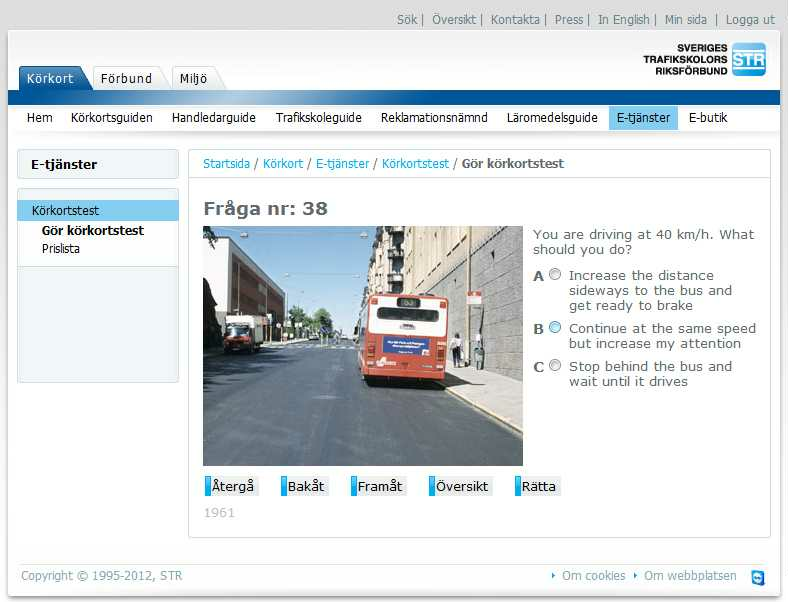 Sök | Översikt | Kontakta | Press | In English | Min sida | Logga ut
SVERIGES
TRAFIKSKOLORS
RIKSFÖRBUND
STR
Körkort Förbund Miljö
Hem Körkortsguiden Handledarguide Trafikskoleguide Reklamationsnämnd Läromedelsguide E-tjänster E-butik
E-tjänster
Körkortstest
Gör körkortstest
Prislista
Startsida / Körkort / E-tjänster / Körkortstest / Gör körkortstest
Fråga nr: 38
You are driving at 40 km/h. What
should you do?
A Increase the distance
sideways to the bus and
get ready to brake
B Continue at the same speed
but increase my attention
C Stop behind the bus and
wait until it drives
Återgå Bakåt Framåt Översikt Rätta
1961
Copyright © 1995-2012, STR
Om cookies Om webbplatsen